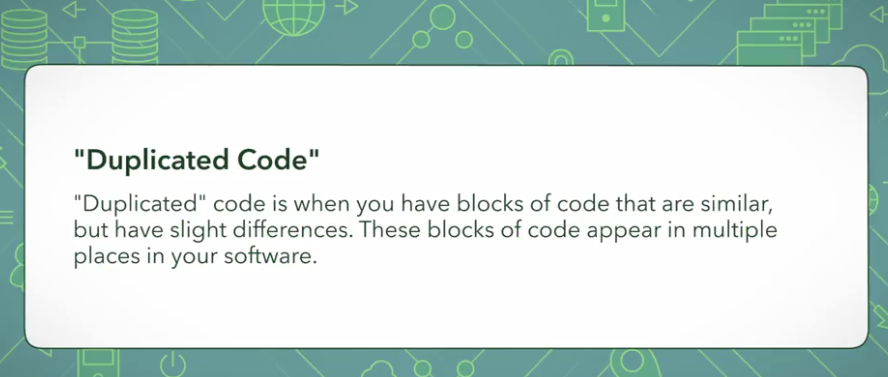 "Duplicated Code"
"Duplicated" code is when you have blocks of code that are similar,
but have slight differences. These blocks of code appear in multiple
places in your software.